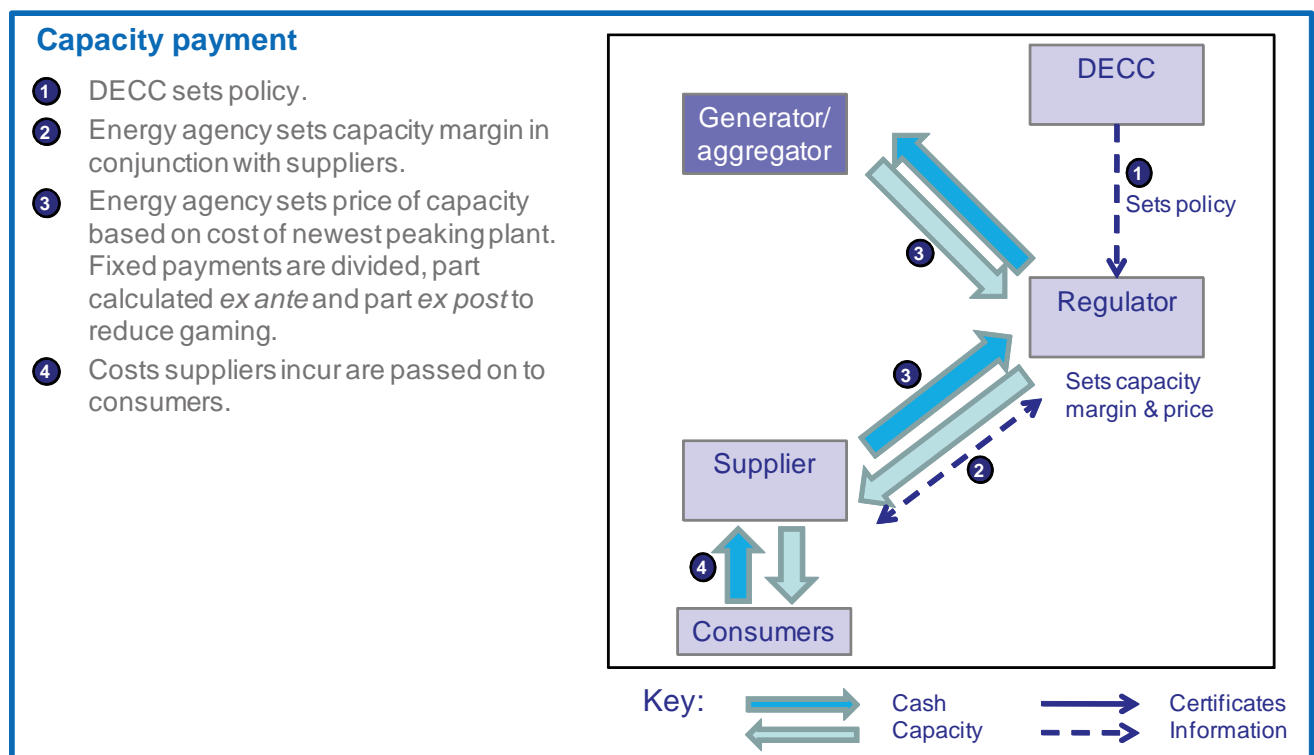 Capacity payment
1 DECC sets policy.
2 Energy agency sets capacity margin in
conjunction with suppliers.
3 Energy agency sets price of capacity
based on cost of newest peaking plant.
Fixed payments are divided, part
calculated ex ante and part ex post to
reduce gaming.
4 Costs suppliers incur are passed on to
consumers.
DECC
Generator/
aggregator
1
Sets policy
3
Regulator
3
Sets capacity
margin & price
Supplier
2
4
Consumers
Key:
Cash
Certificates
Capacity
Information